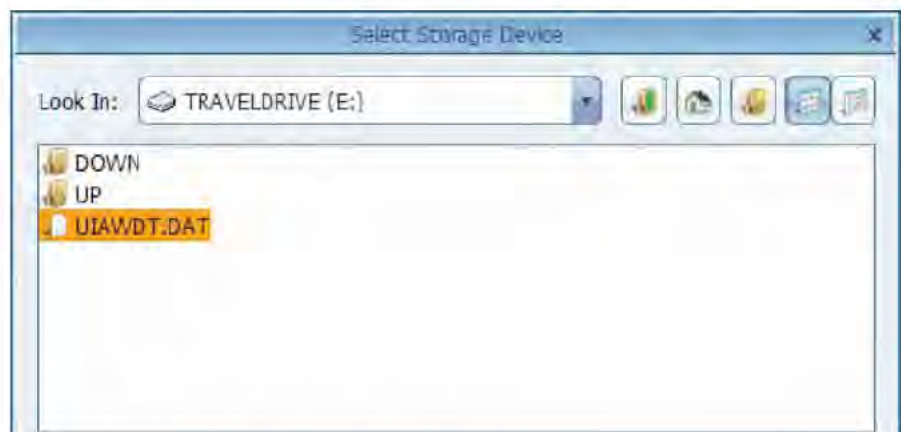 Select Storage Device
Look In: TRAVELDRIVE (E:)
DOWN
UP
UIAWDT.DAT